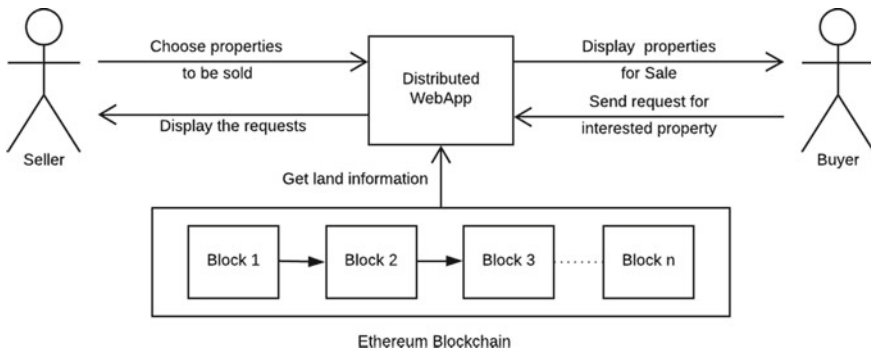 Choose properties
to be sold
Display the requests
Seller
Distributed
WebApp
Display properties
for Sale
Send request for
interested property
Buyer
Get land information
Block 1
Block 2
Block 3
Block n
Ethereum Blockchain